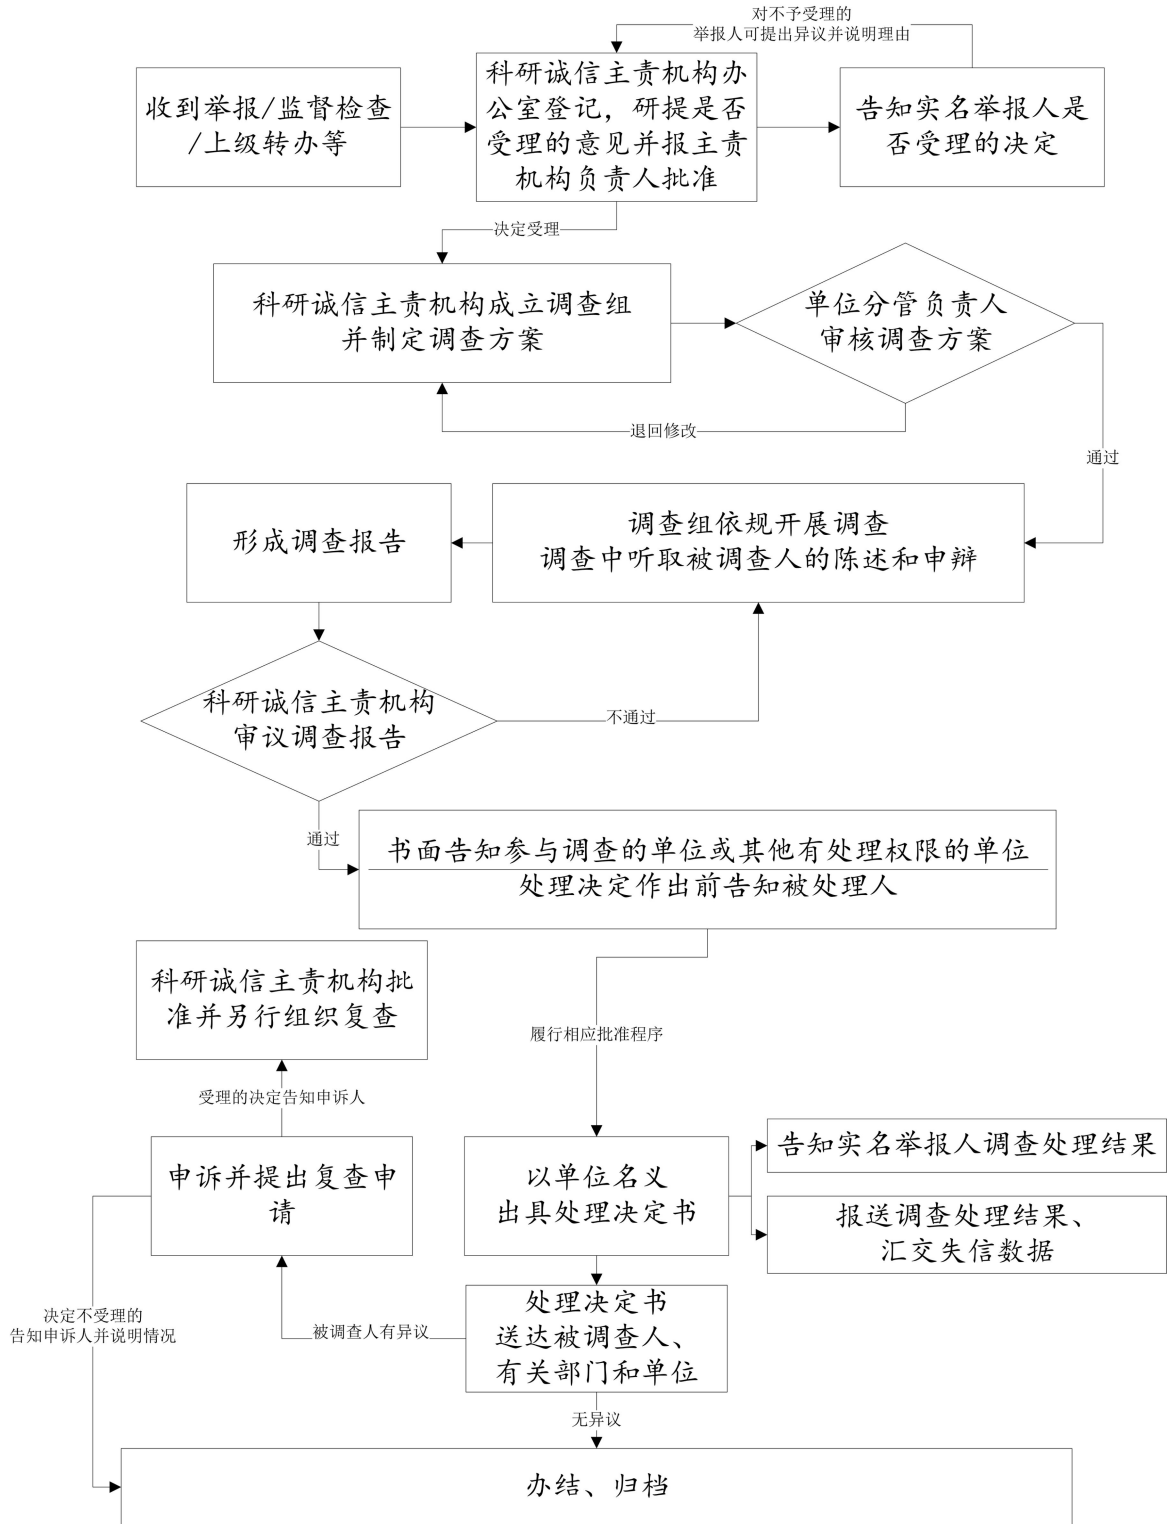 对不予受理的
举报人可提出异议并说明理由
收到举报/监督检查
/上级转办等
科研诚信主责机构办
公室登记，研提是否
受理的意见并报主责
机构负责人批准
告知实名举报人是
否受理的决定
决定受理
科研诚信主责机构成立调查组
并制定调查方案
单位分管负责人
审核调查方案
退回修改
通过
调查组依规开展调查
调查中听取被调查人的陈述和申辩
形成调查报告
科研诚信主责机构
审议调查报告
不通过
通过
书面告知参与调查的单位或其他有处理权限的单位
处理决定作出前告知被处理人
科研诚信主责机构批
准并另行组织复查
履行相应批准程序
受理的决定告知申诉人
申诉并提出复查申
请
以单位名义
出具处理决定书
告知实名举报人调查处理结果
报送调查处理结果、
汇交失信数据
决定不受理的
告知申诉人并说明情况
被调查人有异议
处理决定书
送达被调查人、
有关部门和单位
无异议
办结、归档